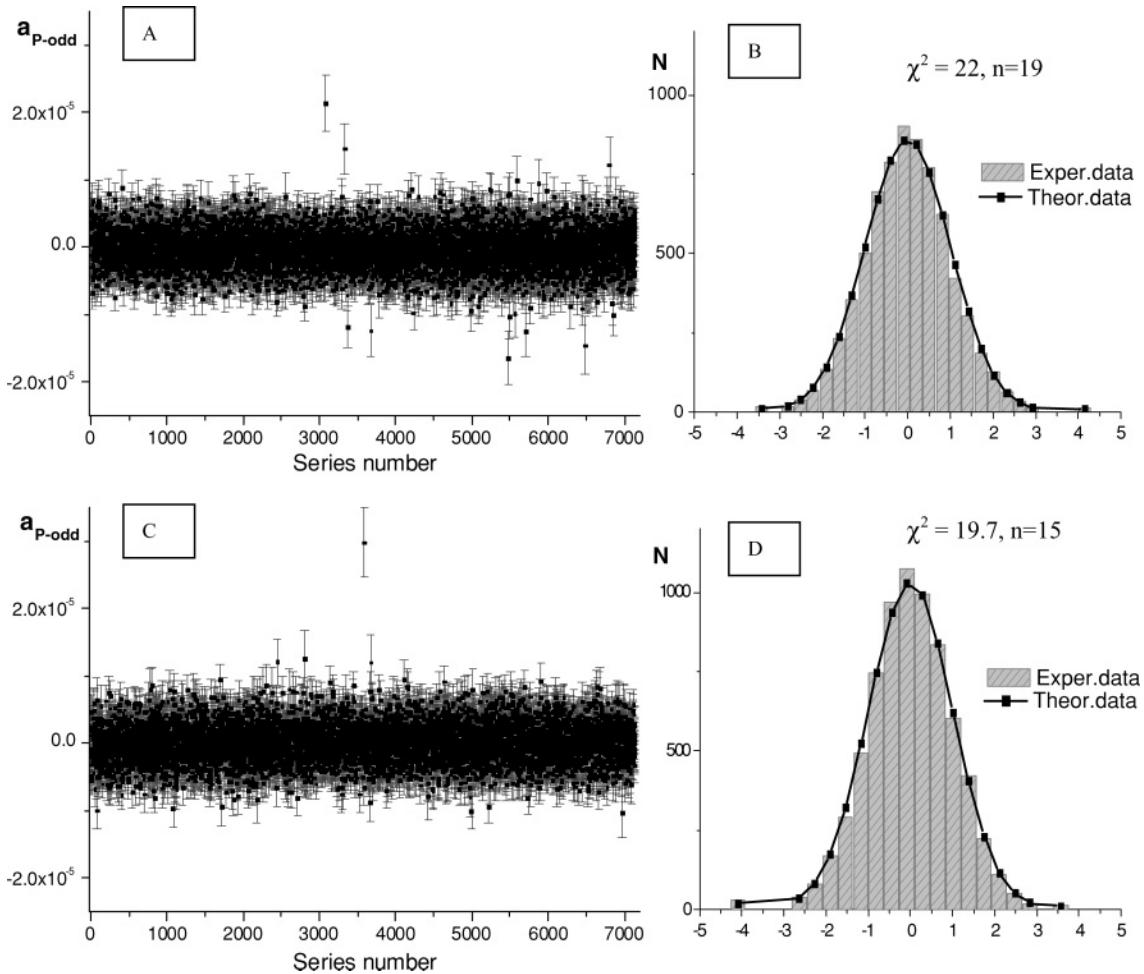 a P-odd
A
2.0x10⁻⁵
0.0
-2.0x10⁻⁵
0 1000 2000 3000 4000 5000 6000 7000
Series number
B
N
χ² = 22, n=19
1000
500
0
Exper.data
Theor.data
-5 -4 -3 -2 -1 0 1 2 3 4 5
a P-odd
C
2.0x10⁻⁵
0.0
-2.0x10⁻⁵
0 1000 2000 3000 4000 5000 6000 7000
Series number
D
N
χ² = 19.7, n=15
1000
500
0
Exper.data
Theor.data
-5 -4 -3 -2 -1 0 1 2 3 4 5